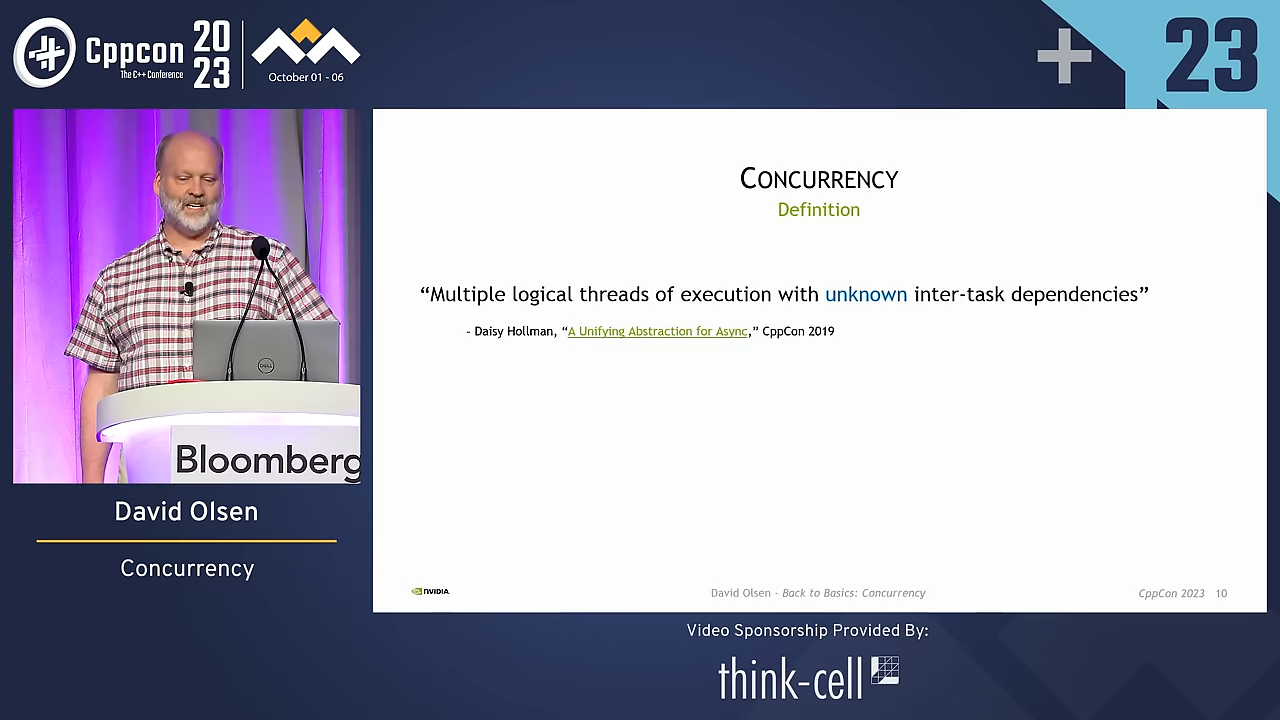 Cppcon
The C++ Conference
20
23
October 01 - 06
23
CONCURRENCY
Definition
“Multiple logical threads of execution with unknown inter-task dependencies”
- Daisy Hollman, “A Unifying Abstraction for Async,” CppCon 2019
DELL
Bloomberg
David Olsen
Concurrency
NVIDIA.
David Olsen - Back to Basics: Concurrency
CppCon 2023 10
Video Sponsorship Provided By:
think-cell